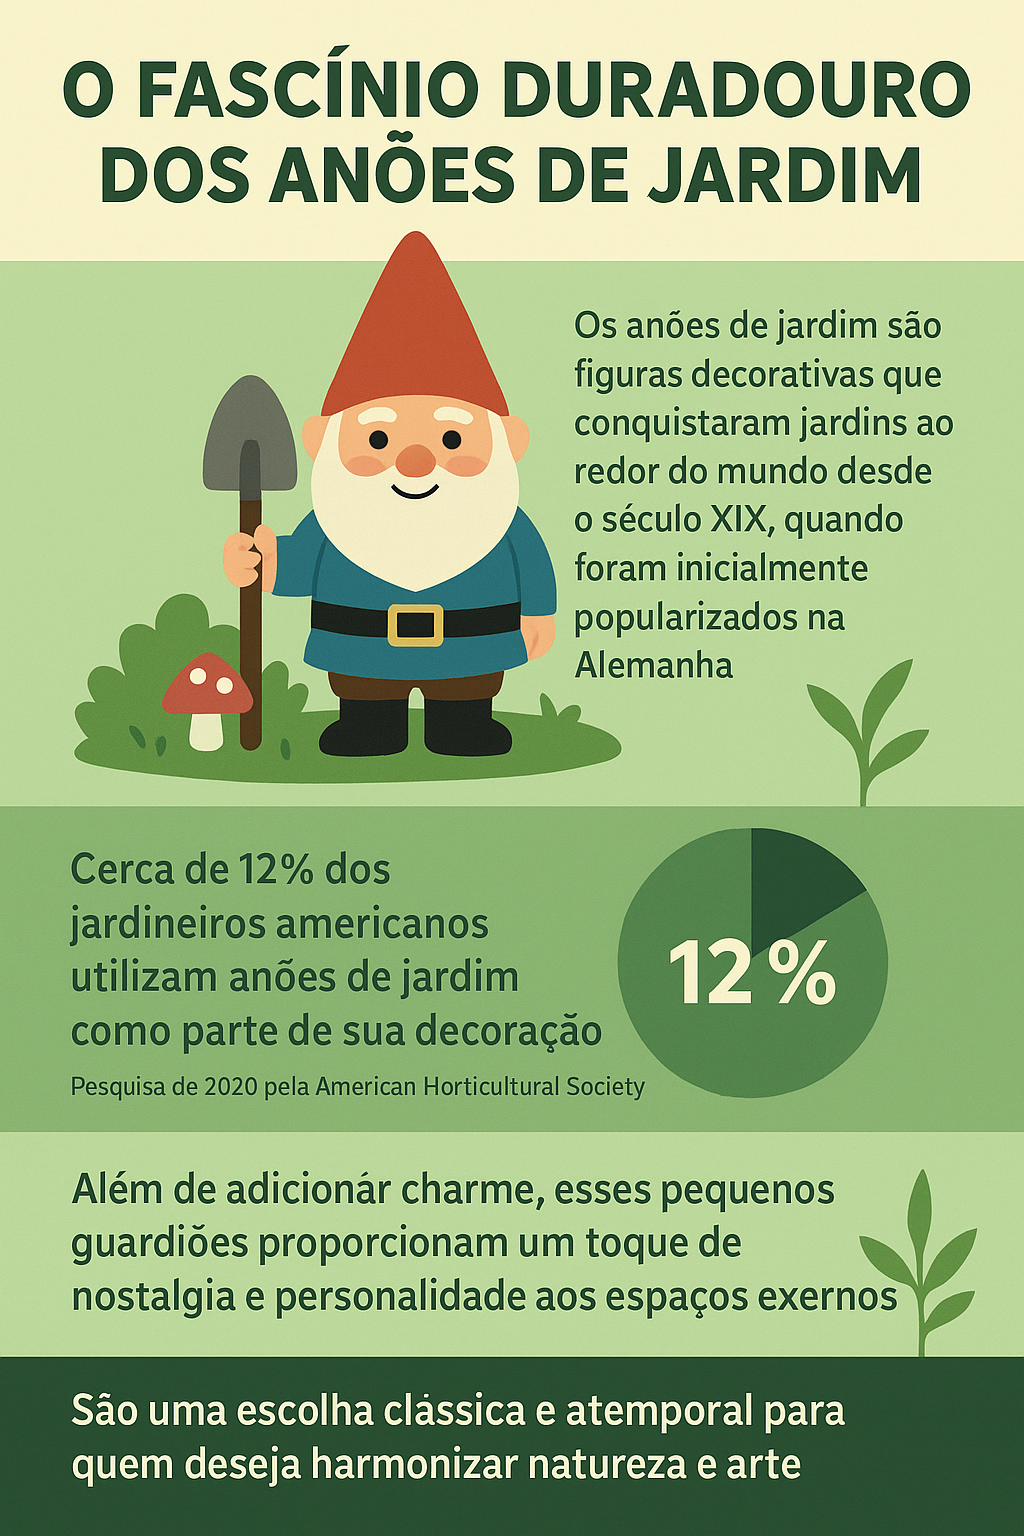 O FASCÍNIO DURADOURO
DOS ANÕES DE JARDIM
Os anões de jardim são
figuras decorativas que
conquistaram jardins ao
redor do mundo desde
o século XIX, quando
foram inicialmente
popularizados na
Alemanha
Cerca de 12% dos
jardineiros americanos
utilizam anões de jardim
como parte de sua decoração
Pesquisa de 2020 pela American Horticultural Society
12%
Além de adicionár charme, esses pequenos
guardiões proporcionam um toque de
nostalgia e personalidade aos espaços exernos
São uma escolha clássica e atemporal para
quem deseja harmonizar natureza e arte